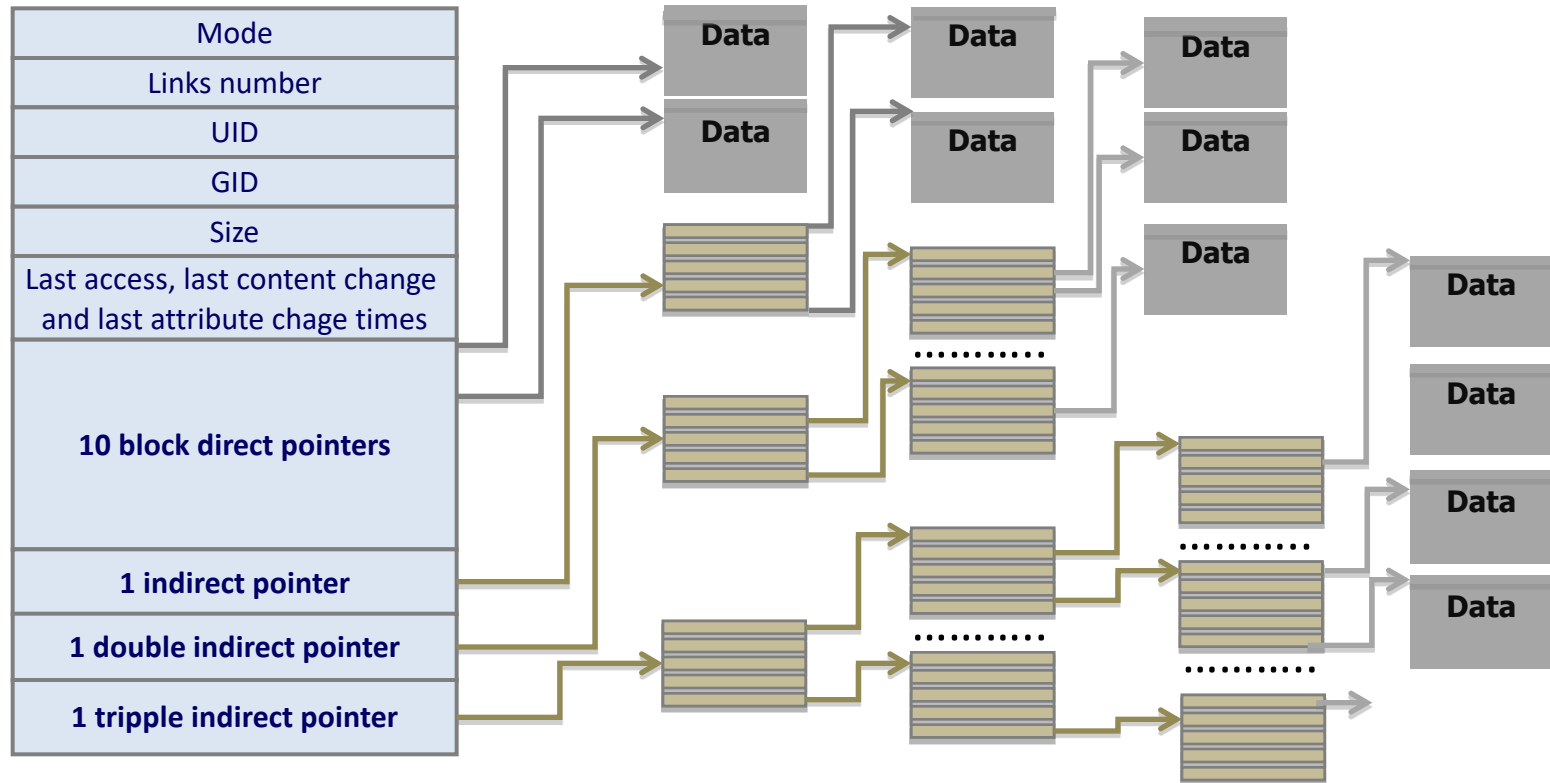 Mode
Links number
UID
GID
Size
Last access, last content change
and last attribute chage times
10 block direct pointers
1 indirect pointer
1 double indirect pointer
1 tripple indirect pointer
Data
Data
Data
Data
Data
Data
Data
Data
Data
Data
Data